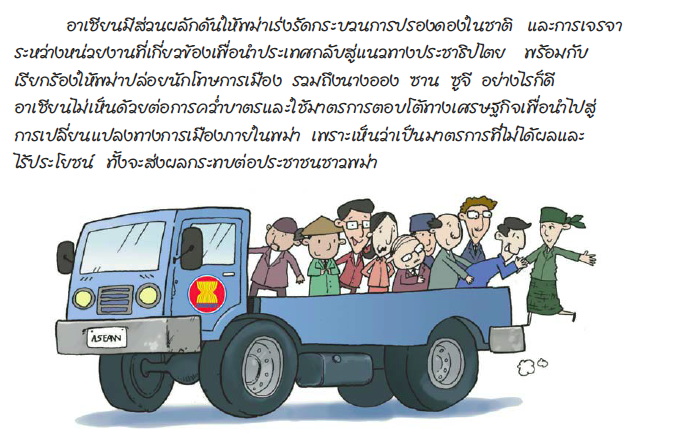 อาเซียนมีส่วนผลักดันให้พม่าเร่งรัดกระบวนการปรองดองในชาติ และการเจรจา
ระหว่างหน่วยงานที่เกี่ยวข้องเพื่อนำประเทศกลับสู่แนวทางประชาธิปไตย พร้อมกับ
เรียกร้องให้พม่าปล่อยนักโทษการเมือง รวมถึงนางออง ซาน ซูจี อย่างไรก็ดี
อาเซียนไม่เห็นด้วยต่อการคว่ำบาตรและใช้มาตรการตอบโต้ทางเศรษฐกิจเพื่อนำไปสู่
การเปลี่ยนแปลงทางการเมืองภายในพม่า เพราะเห็นว่าเป็นมาตรการที่ไม่ได้ผลและ
ไร้ประโยชน์ ทั้งจะส่งผลกระทบต่อประชาชนชาวพม่า
ASEAN